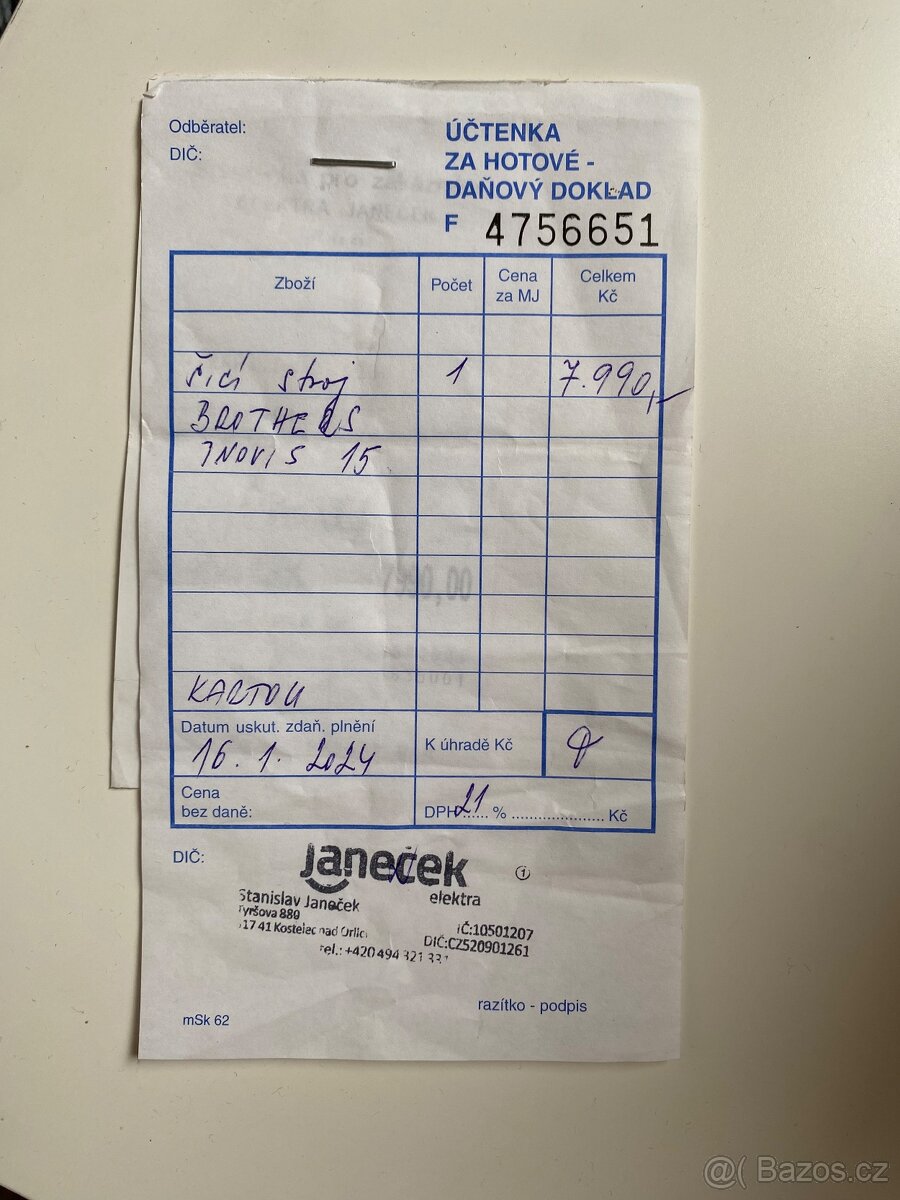 Odběratel:
DIČ:
ÚČTENKA
ZA HOTOVÉ -
DAŇOVÝ DOKLAD
F 4756651
Zboží Počet Cena za MJ Celkem Kč
šicí stroj 1 7.990,-
BROTHERS
INOVIS 15
KARTOU
Datum uskut. zdaň. plnění
16. 1. 2024
K úhradě Kč
Cena
bez daně:
DPH 21 % Kč
DIČ:
janeček
elektra
Stanislav Janeček
Tyršova 889
517 41 Kostelec nad Orlicí
IČ:10501207
DIČ:CZ520901261
tel.: +420 494 321 331
razítko - podpis
mSk 62
@( Bazos.cz